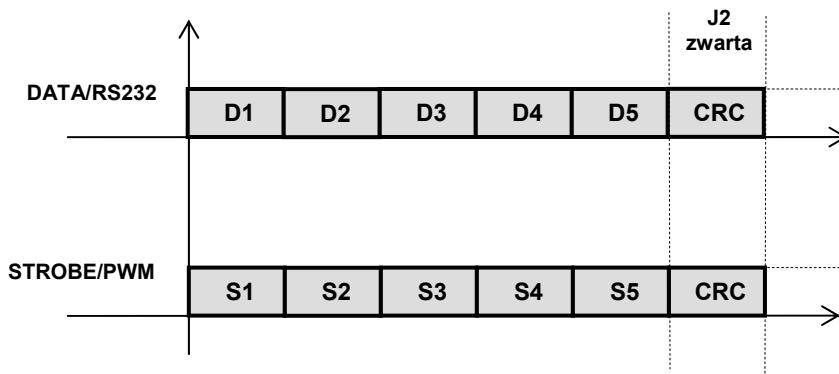 J2
zwarta
DATA/RS232
D1 D2 D3 D4 D5 CRC
STROBE/PWM
S1 S2 S3 S4 S5 CRC